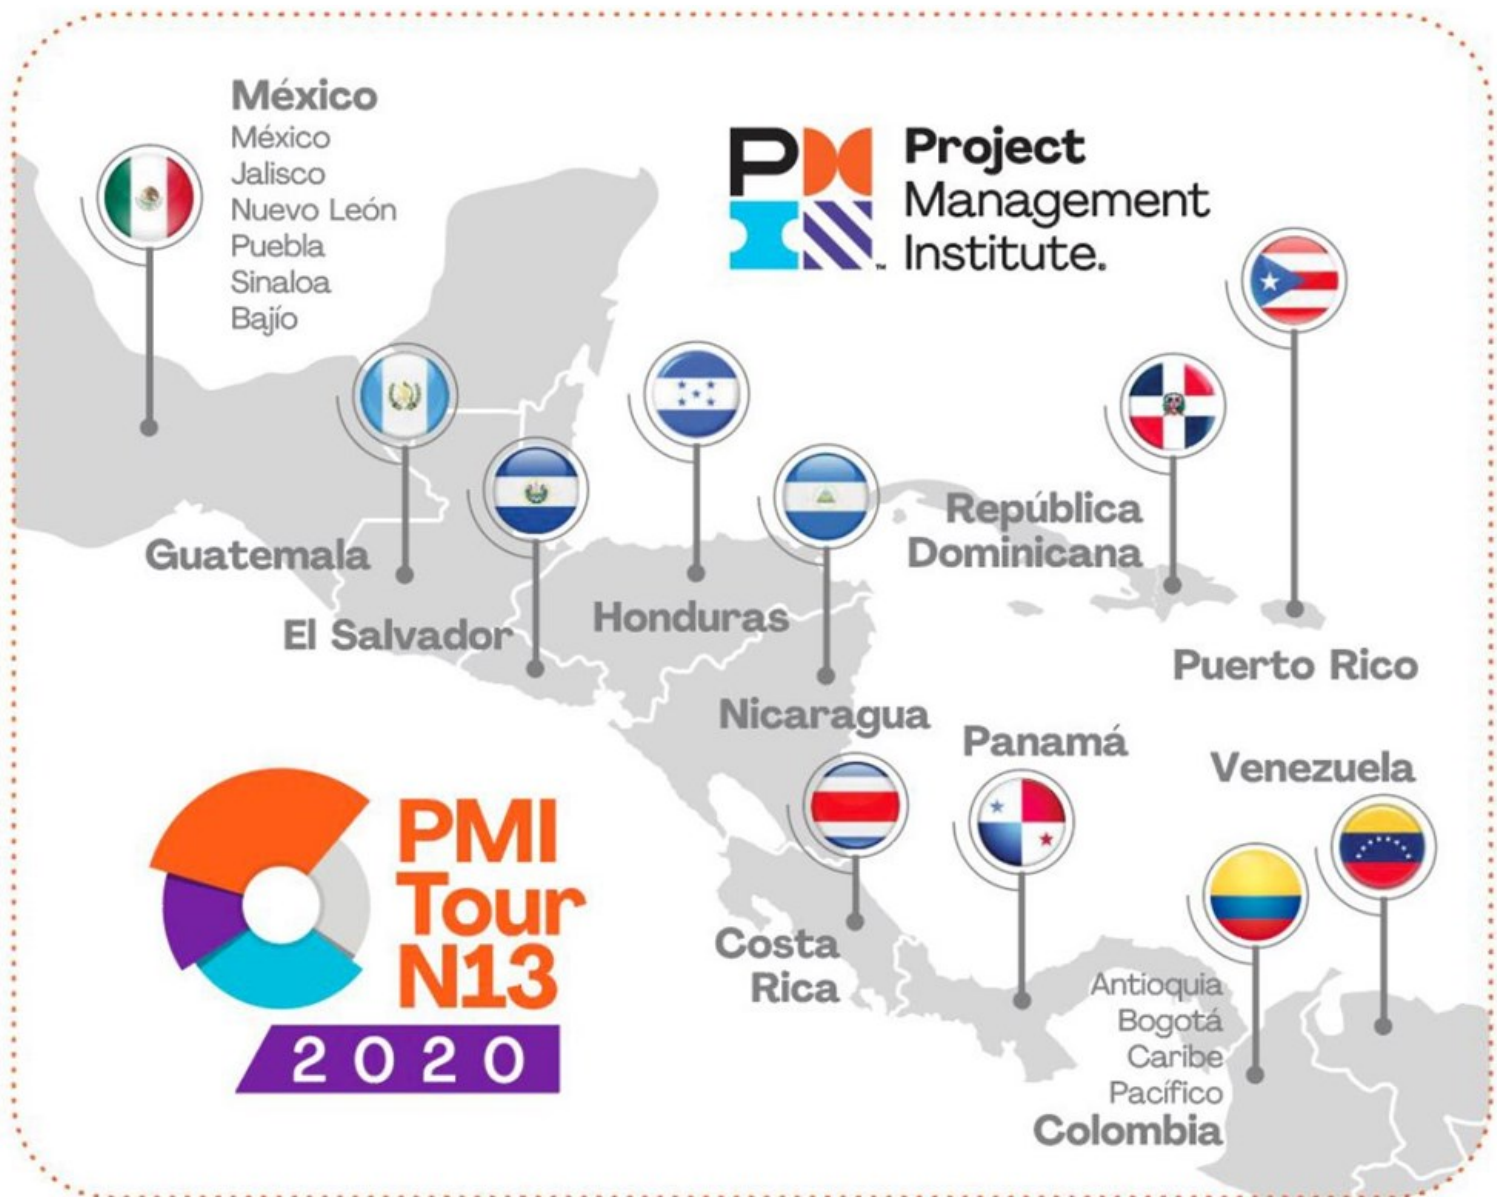 México
México
Jalisco
Nuevo León
Puebla
Sinaloa
Bajío
PM
Project
Management
Institute.
Guatemala
El Salvador
Honduras
Nicaragua
República
Dominicana
Puerto Rico
Panamá
Venezuela
Costa
Rica
Antioquia
Bogotá
Caribe
Pacífico
Colombia
PMI
Tour
N13
2020